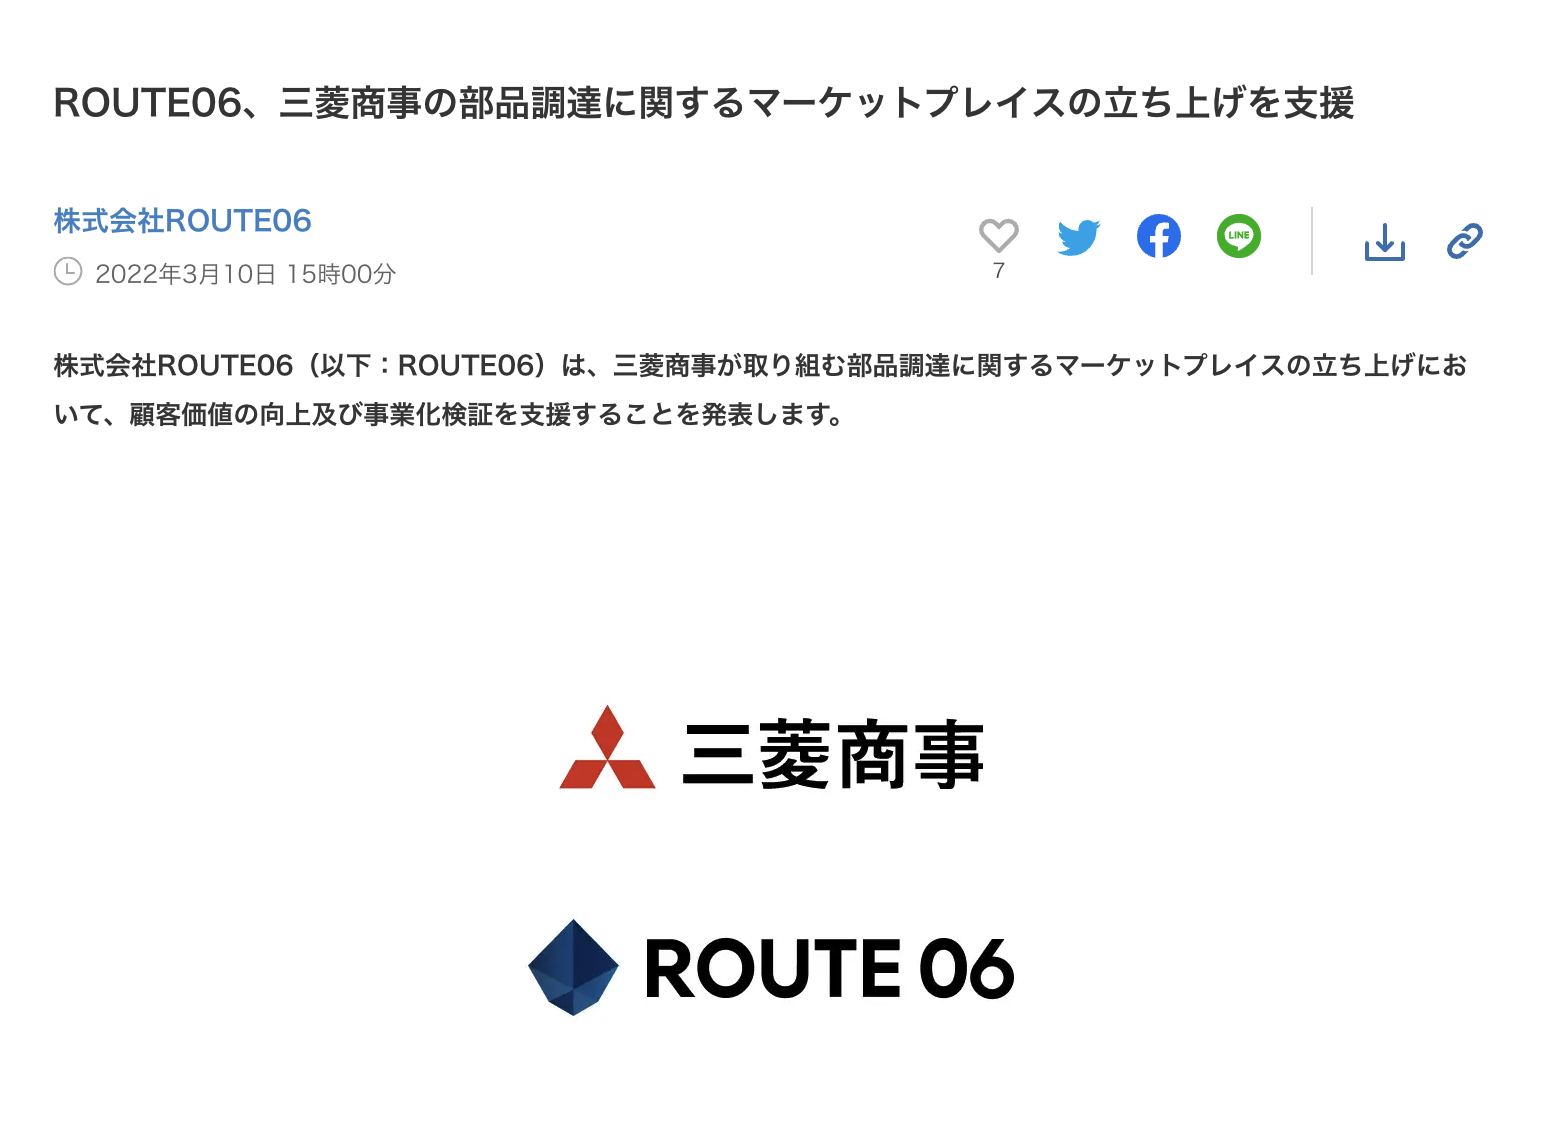 ROUTE06、三菱商事の部品調達に関するマーケットプレイスの立ち上げを支援
株式会社ROUTE06
2022年3月10日 15時00分
7
LINE
株式会社ROUTE06（以下：ROUTE06）は、三菱商事が取り組む部品調達に関するマーケットプレイスの立ち上げにお
いて、顧客価値の向上及び事業化検証を支援することを発表します。
三菱商事
ROUTE 06